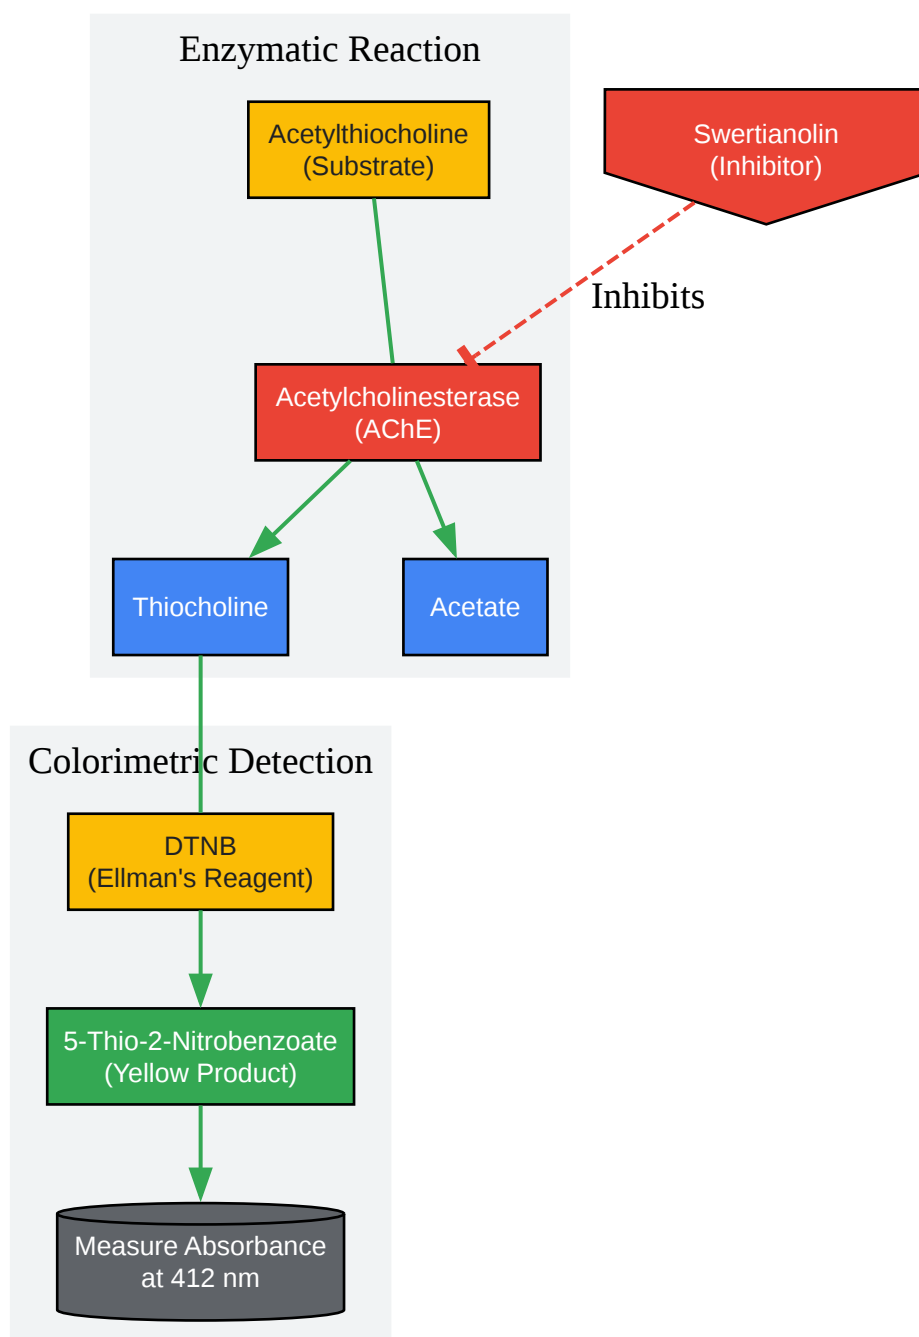 Enzymatic Reaction
Acetylthiocholine
(Substrate)
Swertianolin
(Inhibitor)
Inhibits
Acetylcholinesterase
(AChE)
Thiocholine
Acetate
Colorimetric Detection
DTNB
(Ellman's Reagent)
5-Thio-2-Nitrobenzoate
(Yellow Product)
Measure Absorbance
at 412 nm